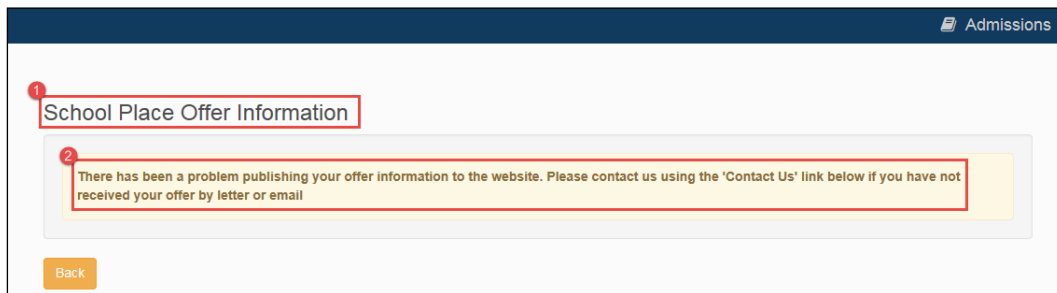 Admissions
1
School Place Offer Information
2
There has been a problem publishing your offer information to the website. Please contact us using the 'Contact Us' link below if you have not
received your offer by letter or email
Back